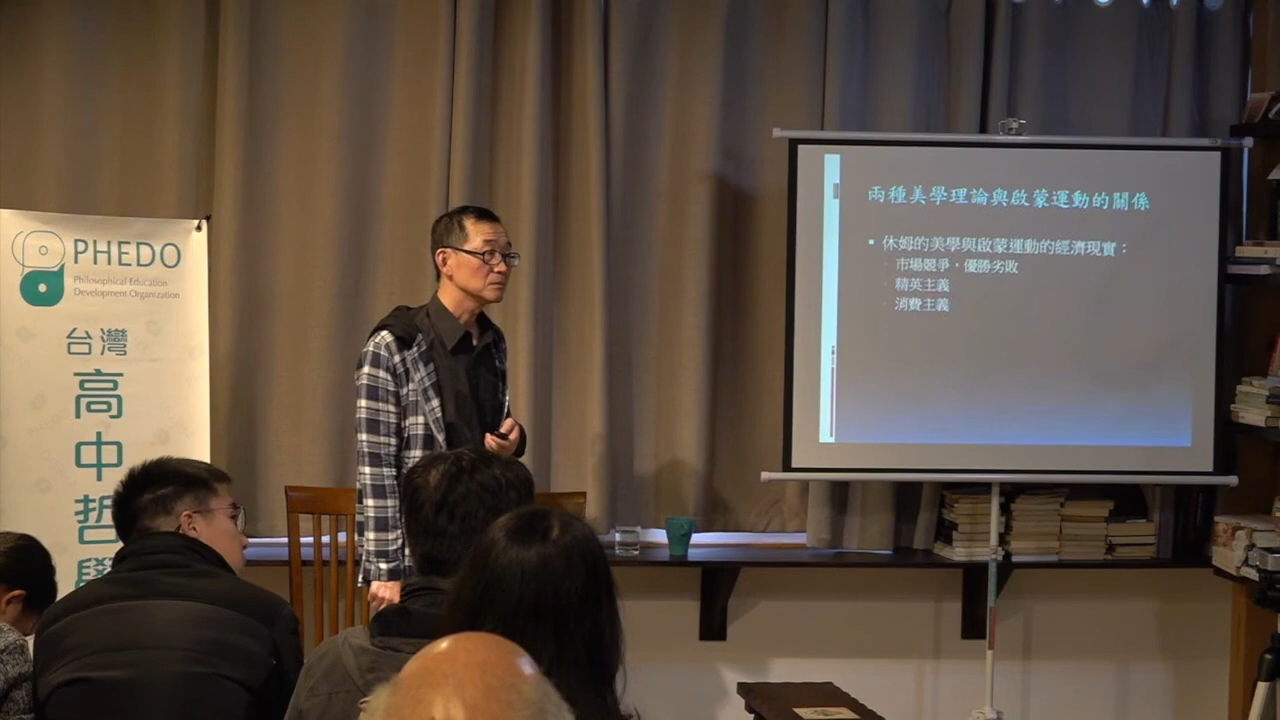 PHEDO
Philosophical Education
Development Organization
台灣
高中哲學
兩種美學理論與啟蒙運動的關係
▪ 休姆的美學與啟蒙運動的經濟現實：
市場競爭，優勝劣敗
精英主義
消費主義